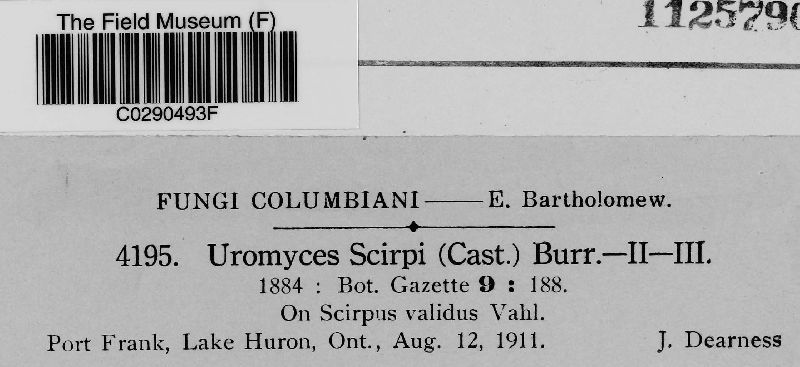 The Field Museum (F)
C0290493F
FUNGI COLUMBIANI — E. Bartholomew.
4195. Uromyces Scirpi (Cast.) Burr.—II—III.
1884 : Bot. Gazette 9 : 188.
On Scirpus validus Vahl.
Port Frank, Lake Huron, Ont., Aug. 12, 1911. J. Dearness